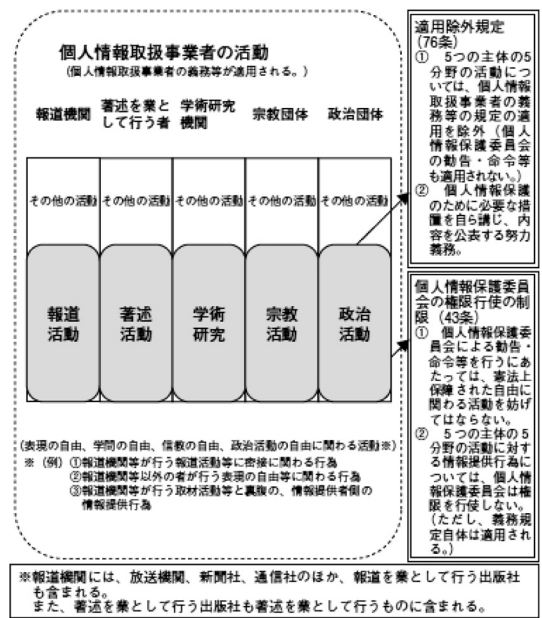 個人情報取扱事業者の活動
(個人情報取扱事業者の義務等が適用される。)
報道機関
著述を業と
して行う者
学術研究
機関
宗教団体
政治団体
その他の活動
その他の活動
その他の活動
その他の活動
その他の活動
報道
活動
著述
活動
学術
研究
宗教
活動
政治
活動
(表現の自由、学問の自由、信教の自由、政治活動の自由に関わる活動※)
※（例）①報道機関等が行う報道活動等に密接に関わる行為
②報道機関等以外の者が行う表現の自由等に関わる行為
③報道機関等が行う取材活動等と裏腹の、情報提供者側の
情報提供行為
適用除外規定
(76条)
① 5つの主体の5
分野の活動につ
いては、個人情報
取扱事業者の義
務等の規定の適
用を除外（個人
情報保護委員会
の勧告・命令等
も適用されない。)
② 個人情報保護
のために必要な措
置を自ら講じ、内
容を公表する努力
義務。
個人情報保護委員
会の権限行使の制
限（43条）
① 個人情報保護委
員会による勧告・
命令等を行うにあ
たっては、憲法上
保障された自由に
関わる活動を妨げ
てはならない。
② 5つの主体の5
分野の活動に対す
る情報提供行為に
ついては、個人情
報保護委員会は権
限を行使しない。
(ただし、義務規
定自体は適用され
る。)
※報道機関には、放送機関、新聞社、通信社のほか、報道を業として行う出版社
も含まれる。
また、著述を業として行う出版社も著述を業として行うものに含まれる。